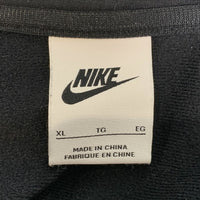 NIKE
XL TG EG
MADE IN CHINA
FABRIQUÉ EN CHINE